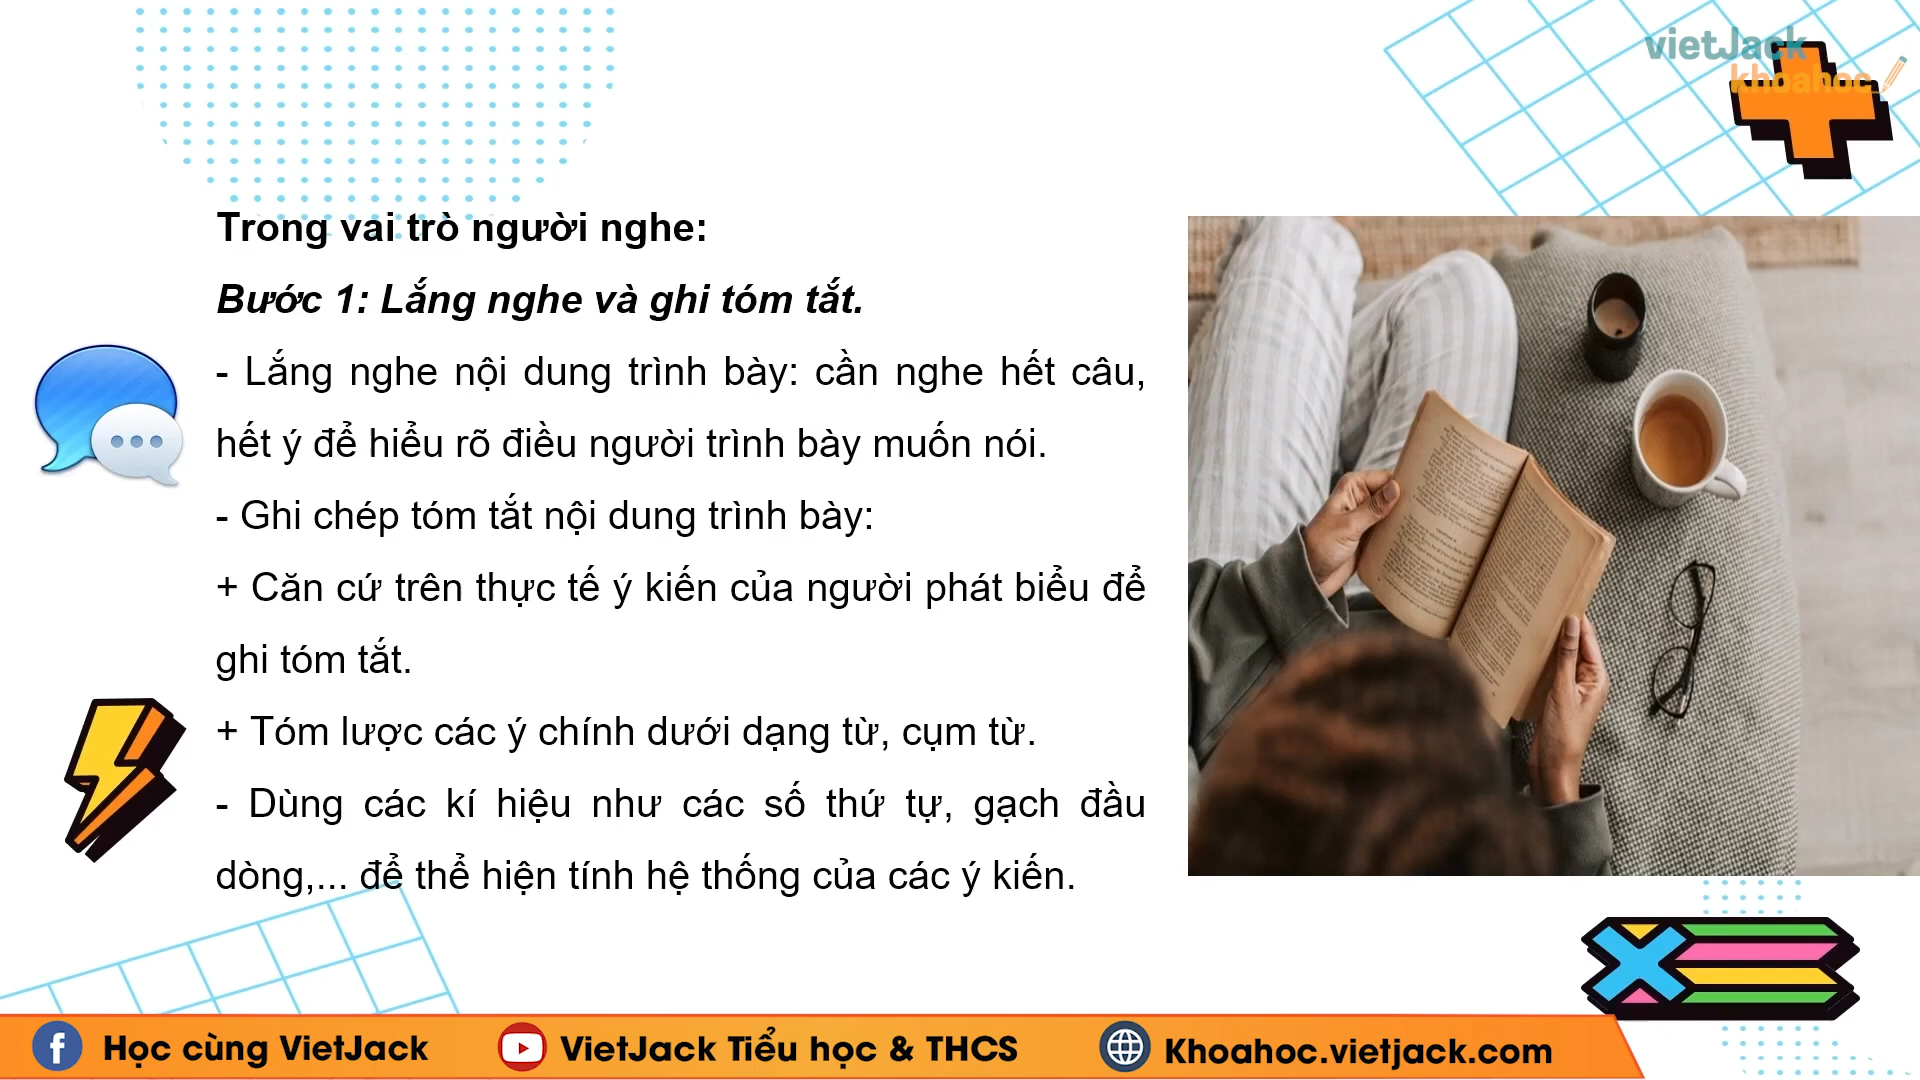 vietJack
khoahoc
Trong vai trò người nghe:
Bước 1: Lắng nghe và ghi tóm tắt.
- Lắng nghe nội dung trình bày: cần nghe hết câu,
hết ý để hiểu rõ điều người trình bày muốn nói.
- Ghi chép tóm tắt nội dung trình bày:
+ Căn cứ trên thực tế ý kiến của người phát biểu để
ghi tóm tắt.
+ Tóm lược các ý chính dưới dạng từ, cụm từ.
- Dùng các kí hiệu như các số thứ tự, gạch đầu
dòng,... để thể hiện tính hệ thống của các ý kiến.
Học cùng VietJack
VietJack Tiểu học & THCS
Khoahoc.vietjack.com